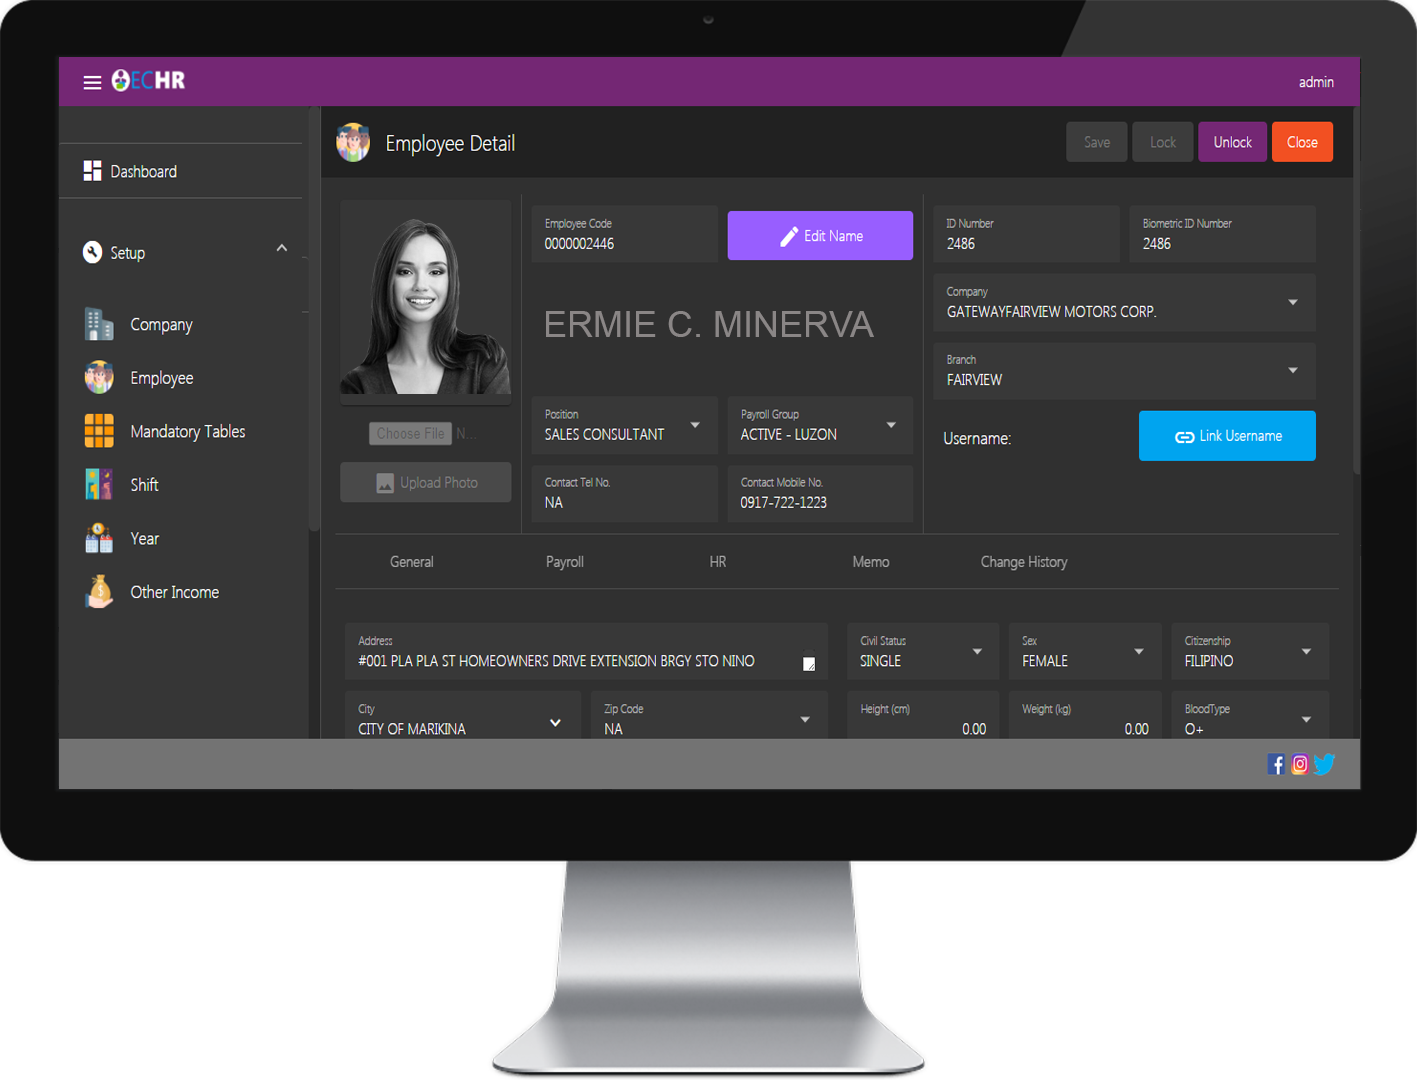 ECHR
admin
Dashboard
Setup
Company
Employee
Mandatory Tables
Shift
Year
Other Income
Employee Detail
Save Lock Unlock Close
Choose File N...
Upload Photo
Employee Code
0000002446
Edit Name
ERMIE C. MINERVA
Position
SALES CONSULTANT
Payroll Group
ACTIVE - LUZON
Contact Tel No.
NA
Contact Mobile No.
0917-722-1223
ID Number
2486
Biometric ID Number
2486
Company
GATEWAYFAIRVIEW MOTORS CORP.
Branch
FAIRVIEW
Username:
Link Username
General Payroll HR Memo Change History
Address
#001 PLA PLA ST HOMEOWNERS DRIVE EXTENSION BRGY STO NINO
Civil Status
SINGLE
Sex
FEMALE
Citizenship
FILIPINO
City
CITY OF MARIKINA
Zip Code
NA
Height (cm)
0.00
Weight (kg)
0.00
BloodType
O+